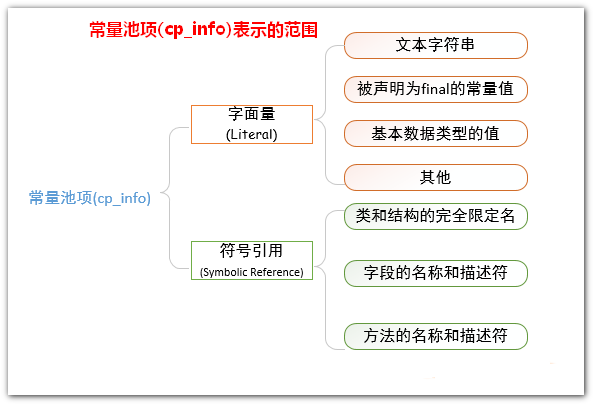 常量池项(cp_info)表示的范围
常量池项(cp_info)
字面量
(Literal)
文本字符串
被声明为final的常量值
基本数据类型的值
其他
符号引用
(Symbolic Reference)
类和结构的完全限定名
字段的名称和描述符
方法的名称和描述符